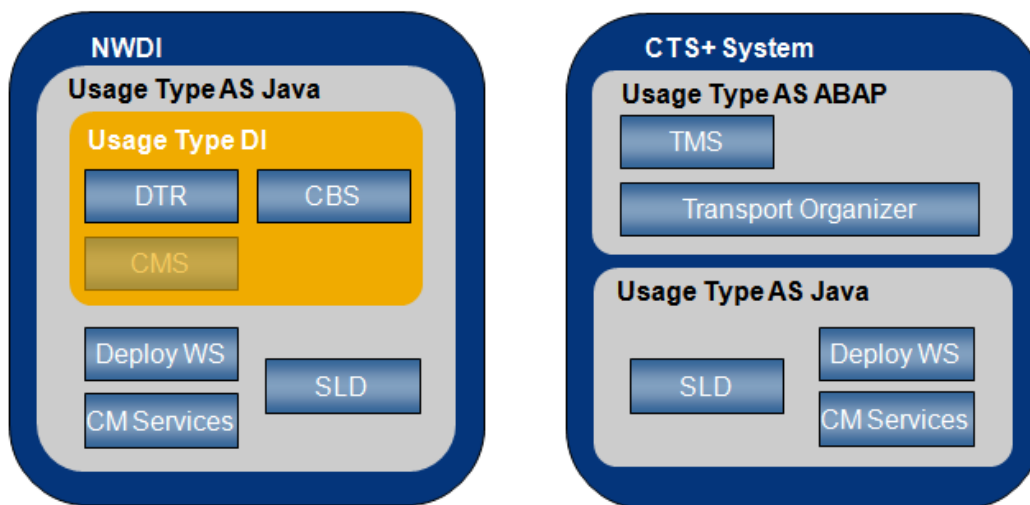 NWDI
Usage Type AS Java
Usage Type DI
DTR
CBS
CMS
Deploy WS
SLD
CM Services
CTS+ System
Usage Type AS ABAP
TMS
Transport Organizer
Usage Type AS Java
SLD
Deploy WS
CM Services